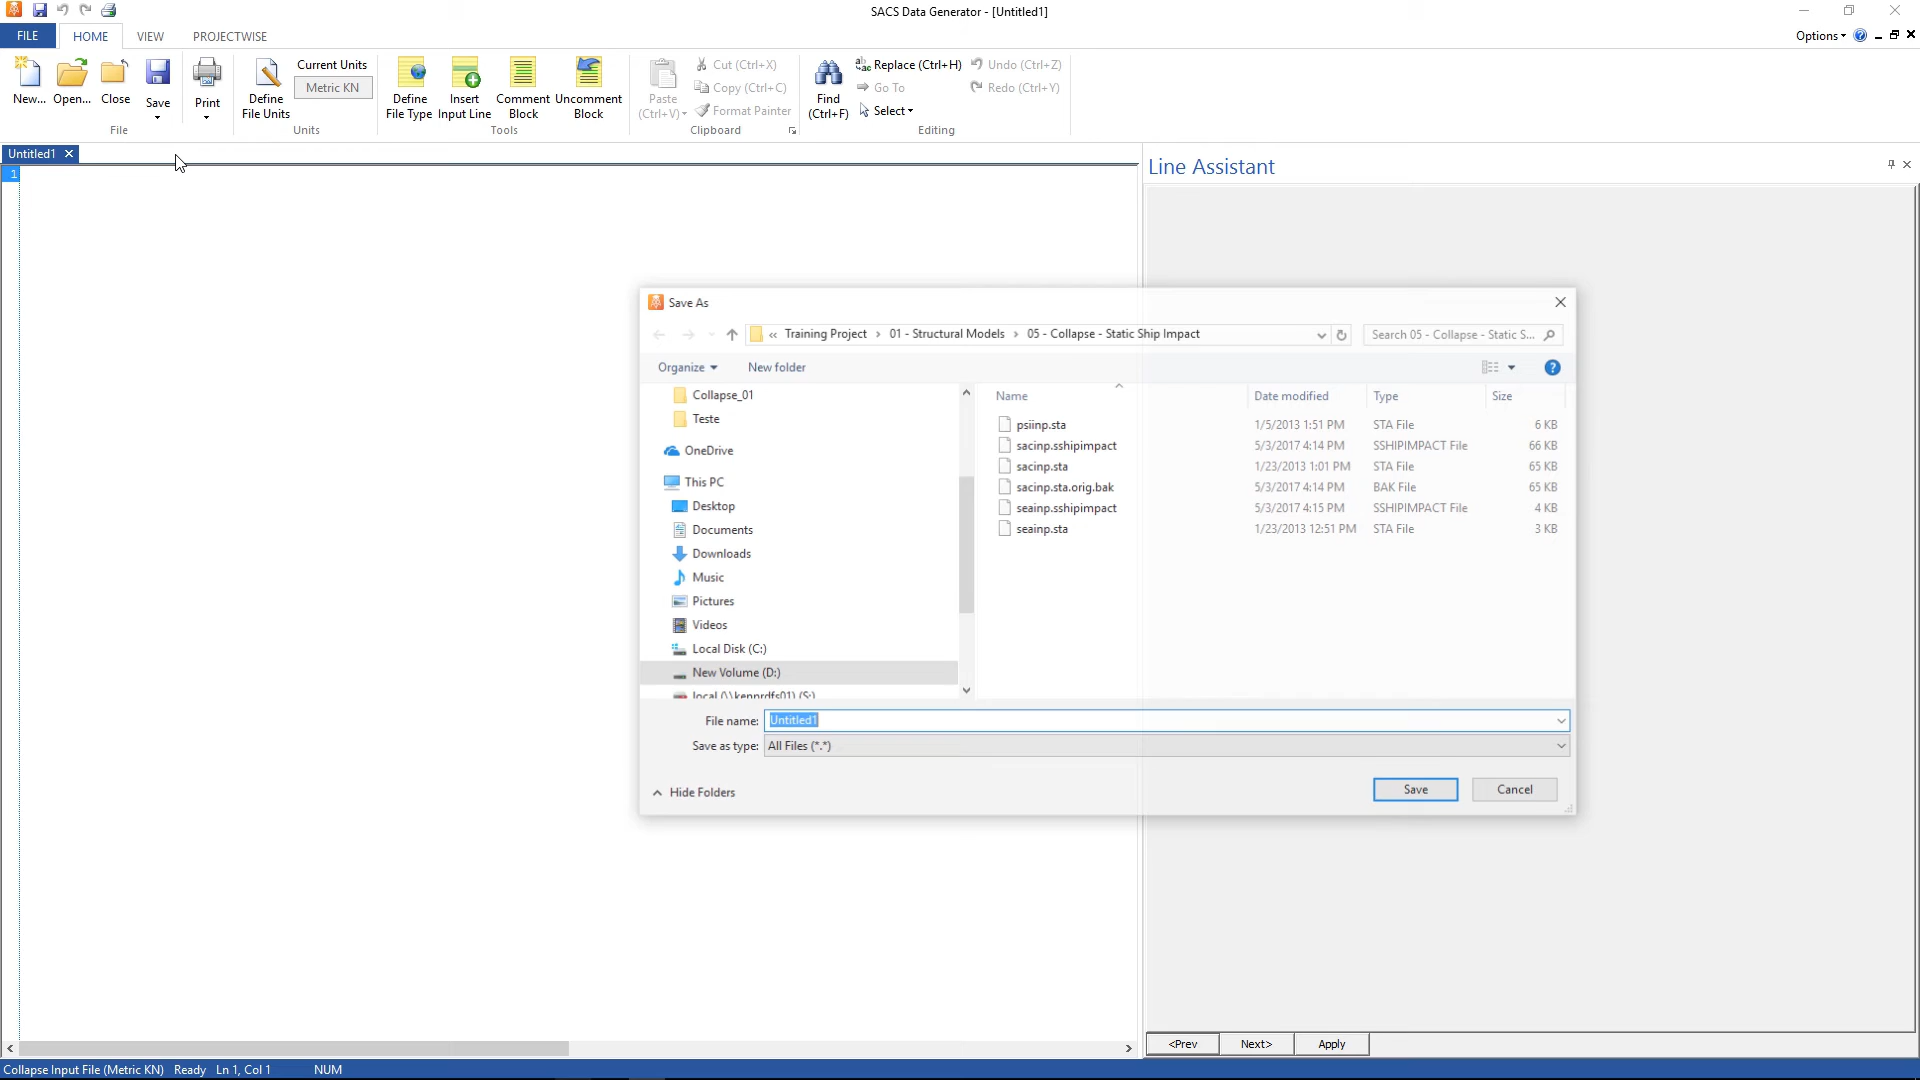 SACS Data Generator - [Untitled1]
FILE
HOME
VIEW
PROJECTWISE
Options
New...
Open...
Close
Save
Print
File
Define
File Units
Current Units
Metric KN
Units
Define
File Type
Insert
Input Line
Comment
Block
Uncomment
Block
Tools
Paste
(Ctrl+V)
Cut (Ctrl+X)
Copy (Ctrl+C)
Format Painter
Clipboard
Find
(Ctrl+F)
Replace (Ctrl+H)
Go To
Select
Undo (Ctrl+Z)
Redo (Ctrl+Y)
Editing
Untitled1
1
Line Assistant
Save As
« Training Project › 01 - Structural Models › 05 - Collapse - Static Ship Impact
Search 05 - Collapse - Static S...
Organize
New folder
Collapse_01
Teste
OneDrive
This PC
Desktop
Documents
Downloads
Music
Pictures
Videos
Local Disk (C:)
New Volume (D:)
local (\\kenprdfs01) (S:)
Name Date modified Type Size
psiinp.sta 1/5/2013 1:51 PM STA File 6 KB
sacinp.sshipimpact 5/3/2017 4:14 PM SSHIPIMPACT File 66 KB
sacinp.sta 1/23/2013 1:01 PM STA File 65 KB
sacinp.sta.orig.bak 5/3/2017 4:14 PM BAK File 65 KB
seainp.sshipimpact 5/3/2017 4:15 PM SSHIPIMPACT File 4 KB
seainp.sta 1/23/2013 12:51 PM STA File 3 KB
File name: Untitled1
Save as type: All Files (*.*)
Hide Folders
Save
Cancel
<Prev
Next>
Apply
Collapse Input File (Metric KN) Ready Ln 1, Col 1 NUM